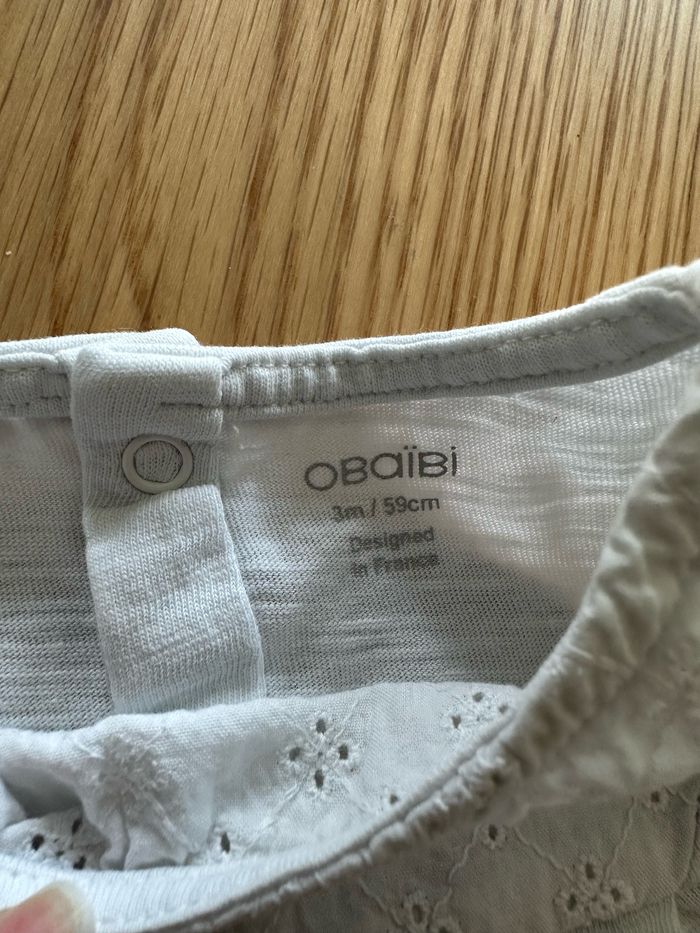 OBaïBi
3m / 59cm
Designed
in France